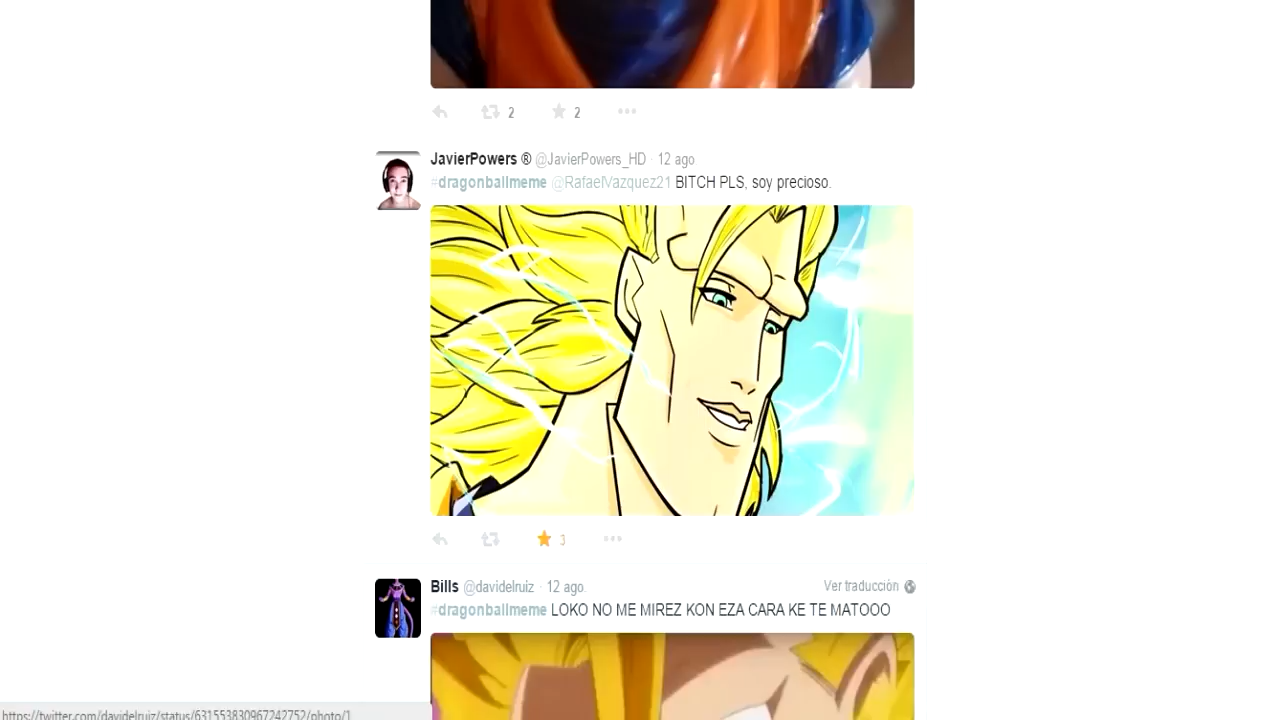 2 2
JavierPowers ® @JavierPowers_HD · 12 ago
#dragonballmeme @RafaelVazquez21 BITCH PLS, soy precioso.
3
Bills @davidelruiz · 12 ago. Ver traducción
#dragonballmeme LOKO NO ME MIREZ KON EZA CARA KE TE MATOOO
https://twitter.com/davidelruiz/status/631553830967242752/photo/1